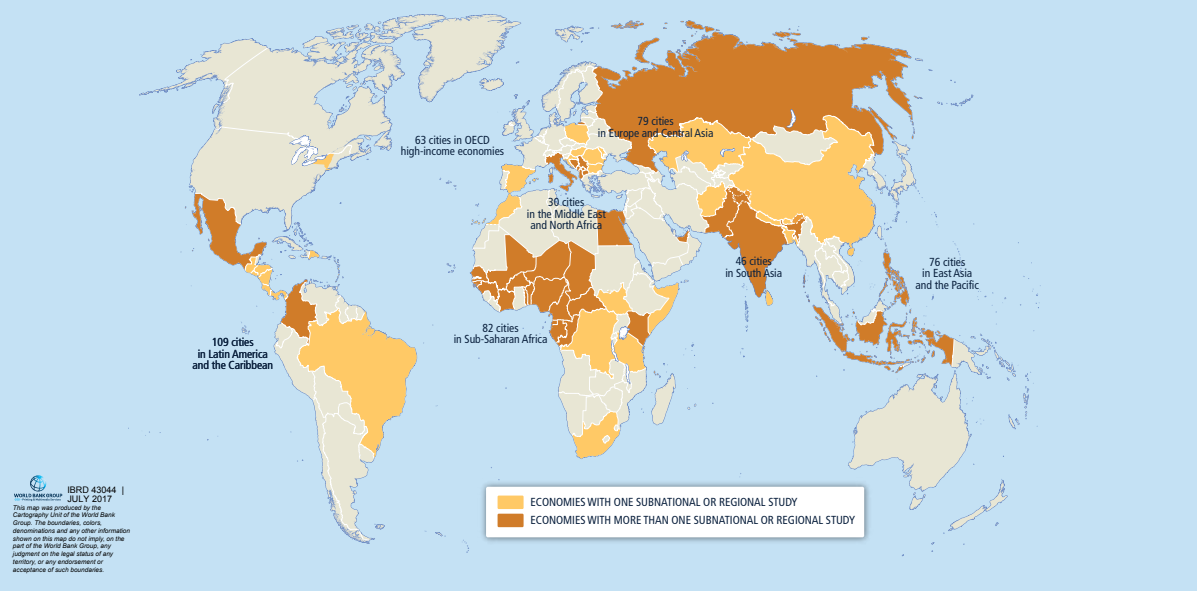 79 cities
in Europe and Central Asia
63 cities in OECD
high-income economies
30 cities
in the Middle East
and North Africa
46 cities
in South Asia
76 cities
in East Asia
and the Pacific
82 cities
in Sub-Saharan Africa
109 cities
in Latin America
and the Caribbean
ECONOMIES WITH ONE SUBNATIONAL OR REGIONAL STUDY
ECONOMIES WITH MORE THAN ONE SUBNATIONAL OR REGIONAL STUDY
WORLD BANK GROUP
IBRD 43044 |
JULY 2017
This map was produced by the
Cartography Unit of the World Bank
Group. The boundaries, colors,
denominations and any other information
shown on this map do not imply, on the
part of the World Bank Group, any
judgment on the legal status of any
territory, or any endorsement or
acceptance of such boundaries.